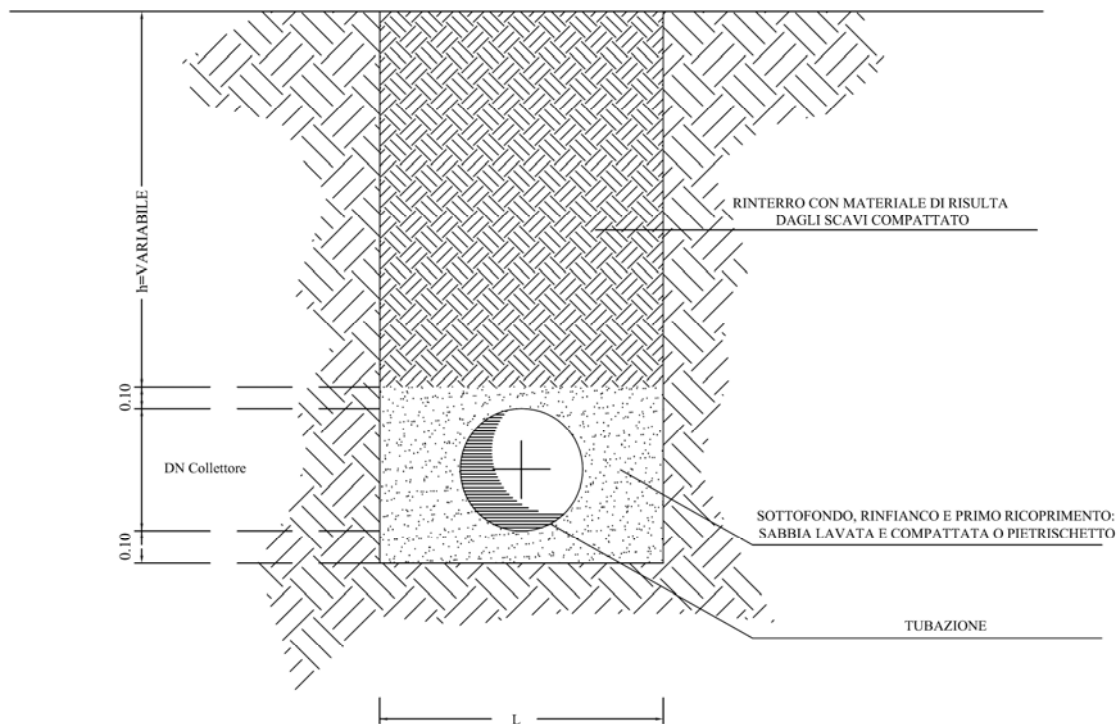 h=VARIABILE
0.10
DN Collettore
0.10
RINTERRO CON MATERIALE DI RISULTA
DAGLI SCAVI COMPATTATO
SOTTOFONDO, RINFIANCO E PRIMO RICOPRIMENTO:
SABBIA LAVATA E COMPATTATA O PIETRISCHETTO
TUBAZIONE
L